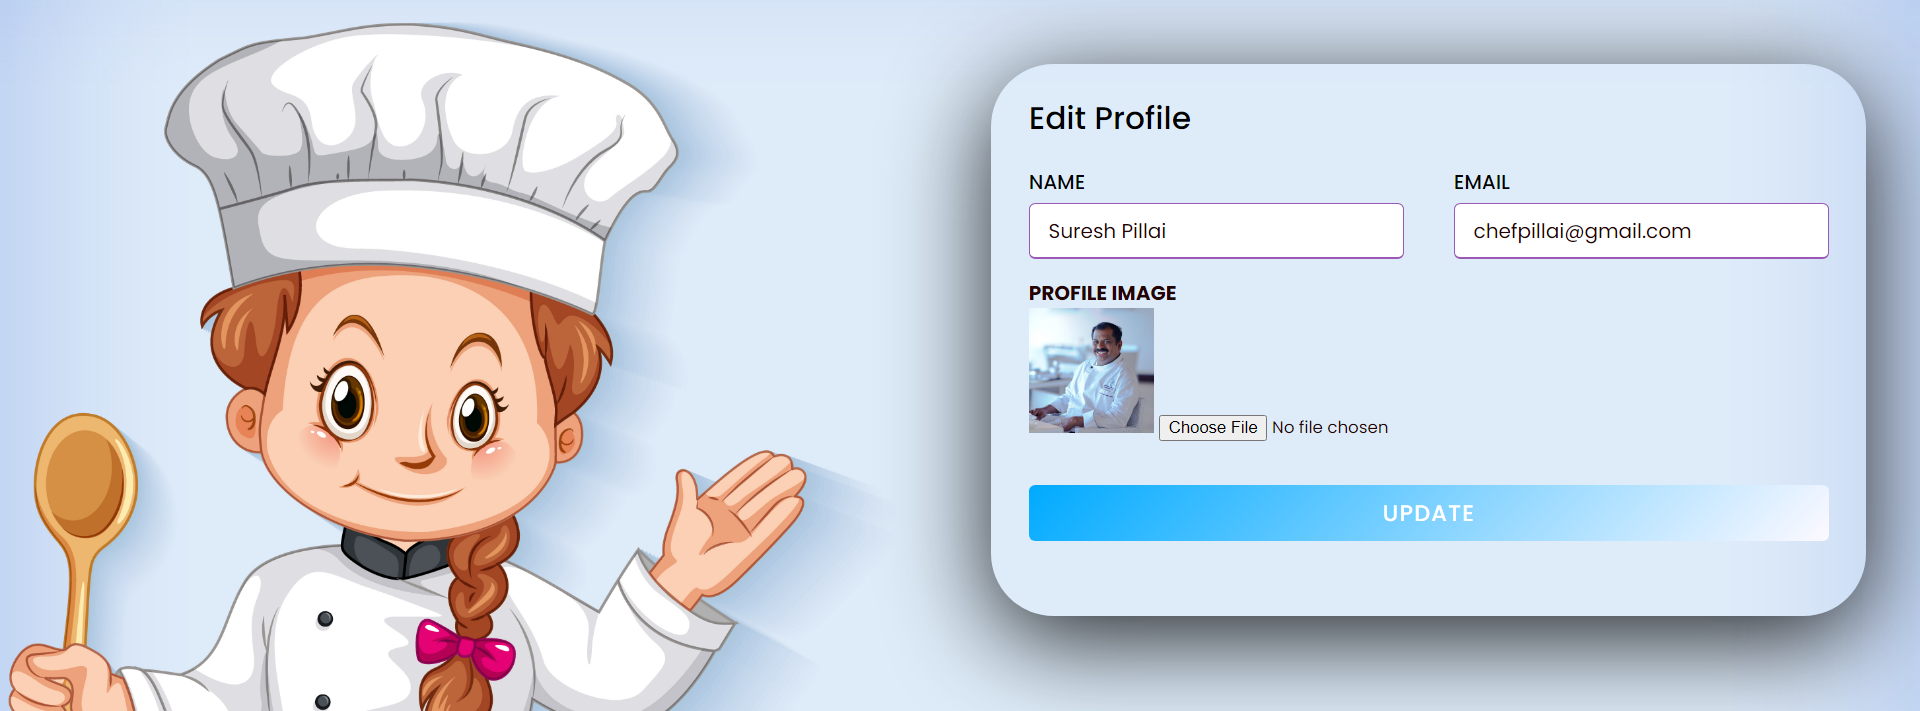 Edit Profile
NAME
EMAIL
Suresh Pillai
chefpillai@gmail.com
PROFILE IMAGE
Choose File No file chosen
UPDATE